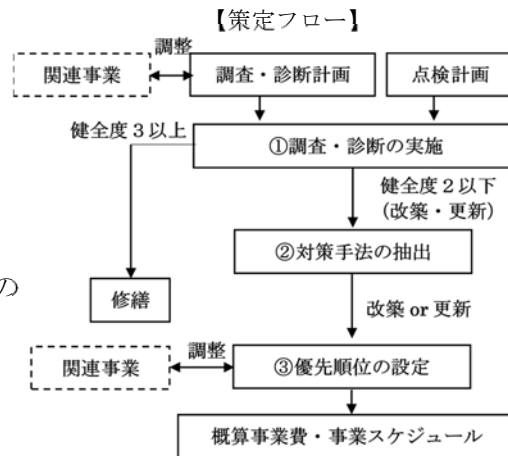 【策定フロー】
調整
関連事業
調査・診断計画
点検計画
健全度3以上
①調査・診断の実施
健全度2以下
(改築・更新)
②対策手法の抽出
の
修繕
改築 or 更新
調整
関連事業
③優先順位の設定
概算事業費・事業スケジュール